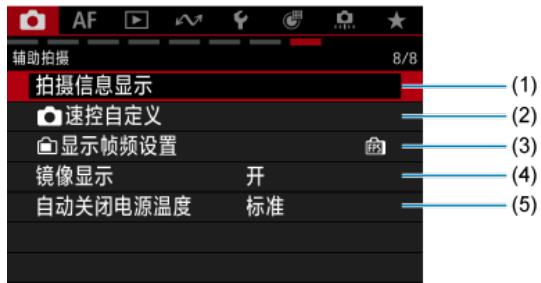 AF
辅助拍摄 8/8
拍摄信息显示 (1)
速控自定义 (2)
显示帧频设置 FPS (3)
镜像显示 开 (4)
自动关闭电源温度 标准 (5)